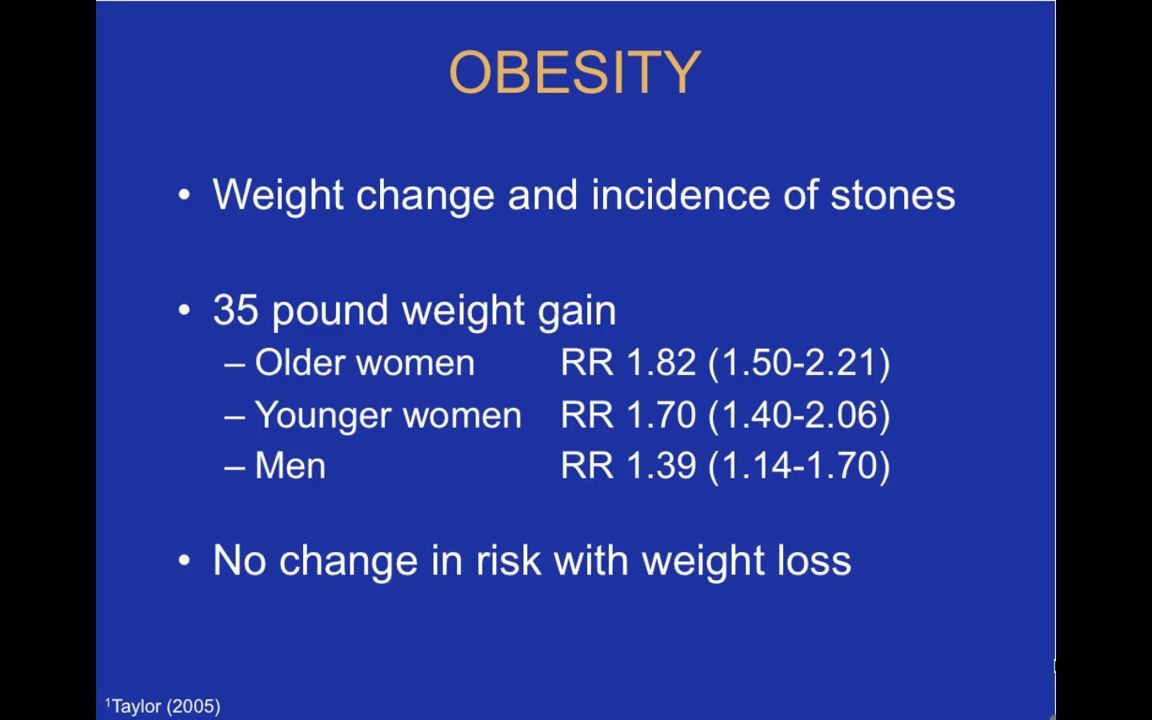 OBESITY
• Weight change and incidence of stones
• 35 pound weight gain
– Older women RR 1.82 (1.50-2.21)
– Younger women RR 1.70 (1.40-2.06)
– Men RR 1.39 (1.14-1.70)
• No change in risk with weight loss
¹Taylor (2005)